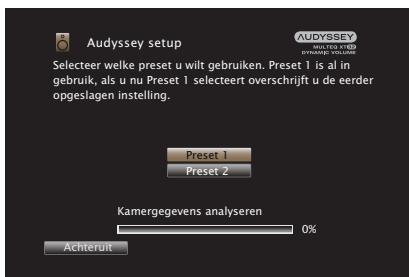 Audyssey setup
AUDYSSEY
MULTEQ XT32
DYNAMIC VOLUME
Selecteer welke preset u wilt gebruiken. Preset 1 is al in
gebruik, als u nu Preset 1 selecteert overschrijft u de eerder
opgeslagen instelling.
Preset 1
Preset 2
Kamergegevens analyseren
0%
Achteruit